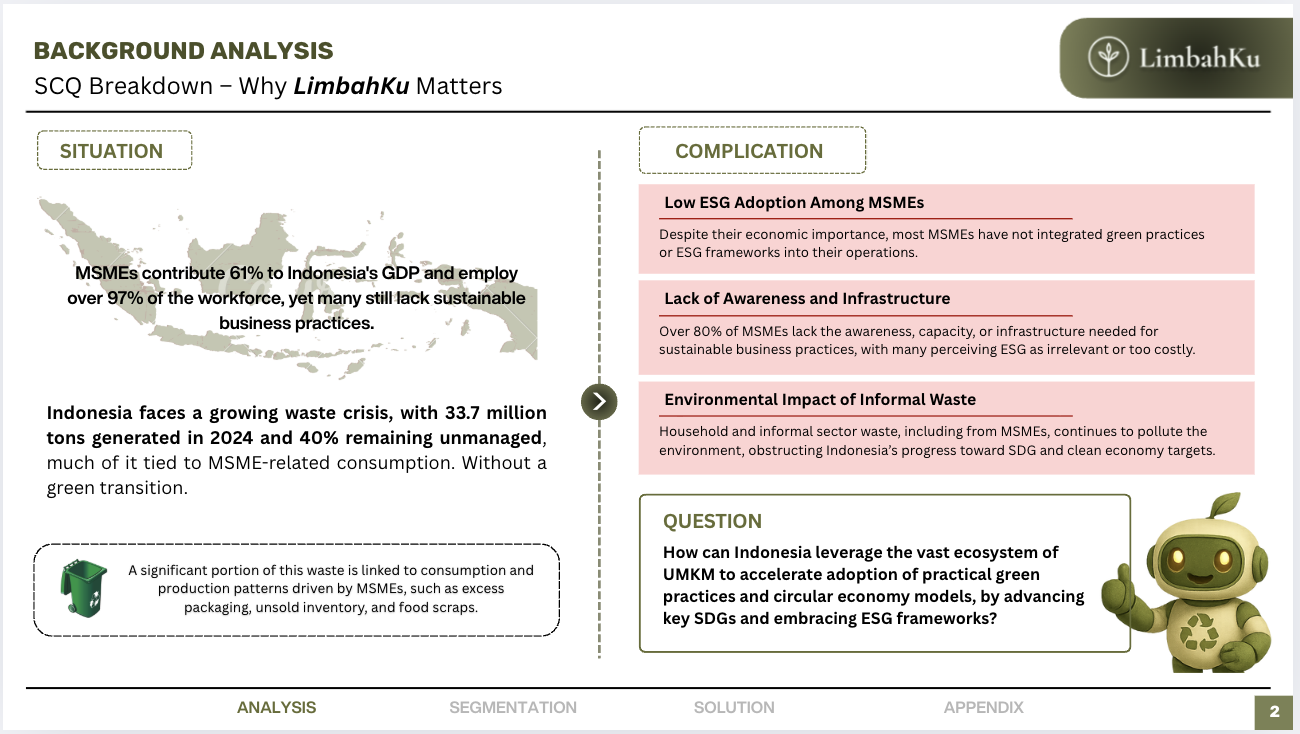 BACKGROUND ANALYSIS
SCQ Breakdown – Why LimbahKu Matters
LimbahKu
SITUATION
MSMEs contribute 61% to Indonesia's GDP and employ
over 97% of the workforce, yet many still lack sustainable
business practices.
Indonesia faces a growing waste crisis, with 33.7 million
tons generated in 2024 and 40% remaining unmanaged,
much of it tied to MSME-related consumption. Without a
green transition.
A significant portion of this waste is linked to consumption and
production patterns driven by MSMEs, such as excess
packaging, unsold inventory, and food scraps.
COMPLICATION
Low ESG Adoption Among MSMEs
Despite their economic importance, most MSMEs have not integrated green practices
or ESG frameworks into their operations.
Lack of Awareness and Infrastructure
Over 80% of MSMEs lack the awareness, capacity, or infrastructure needed for
sustainable business practices, with many perceiving ESG as irrelevant or too costly.
Environmental Impact of Informal Waste
Household and informal sector waste, including from MSMEs, continues to pollute the
environment, obstructing Indonesia's progress toward SDG and clean economy targets.
QUESTION
How can Indonesia leverage the vast ecosystem of
UMKM to accelerate adoption of practical green
practices and circular economy models, by advancing
key SDGs and embracing ESG frameworks?
ANALYSIS
SEGMENTATION
SOLUTION
APPENDIX
2